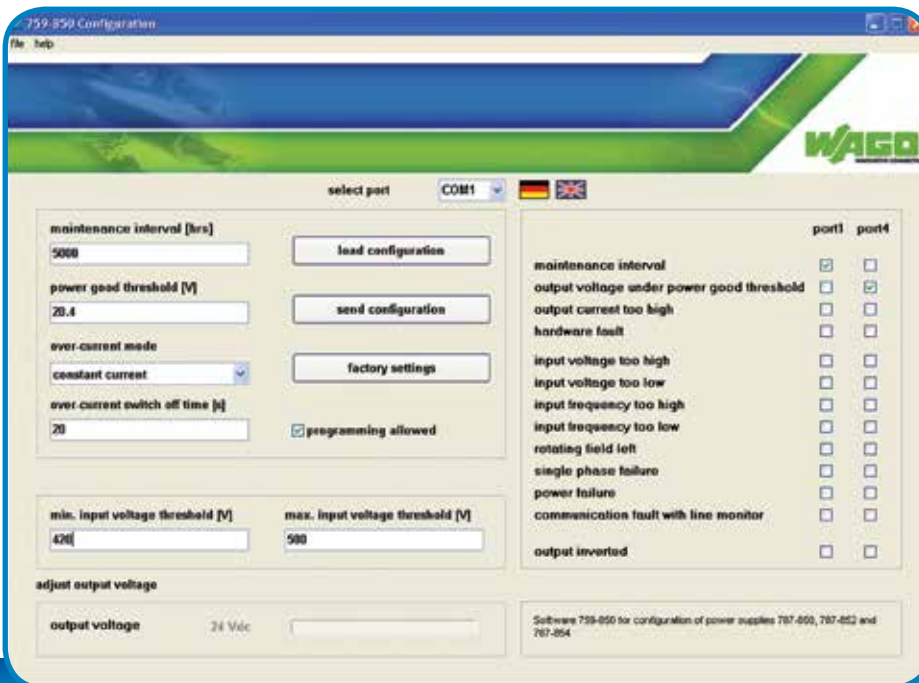 759-850 Configuration
file help
WAGO
select port COM1
maintenance interval [hrs]
5000
load configuration
power good threshold [V]
20.4
send configuration
over-current mode
constant current
factory settings
over-current switch off time [s]
20
programming allowed
min. input voltage threshold [V] max. input voltage threshold [V]
420 500
adjust output voltage
output voltage 24 Vdc
port1 port4
maintenance interval
output voltage under power good threshold
output current too high
hardware fault
input voltage too high
input voltage too low
input frequency too high
input frequency too low
rotating field left
single phase failure
power failure
communication fault with line monitor
output inverted
Software 759-850 for configuration of power supplies 787-850, 787-852 and
787-854